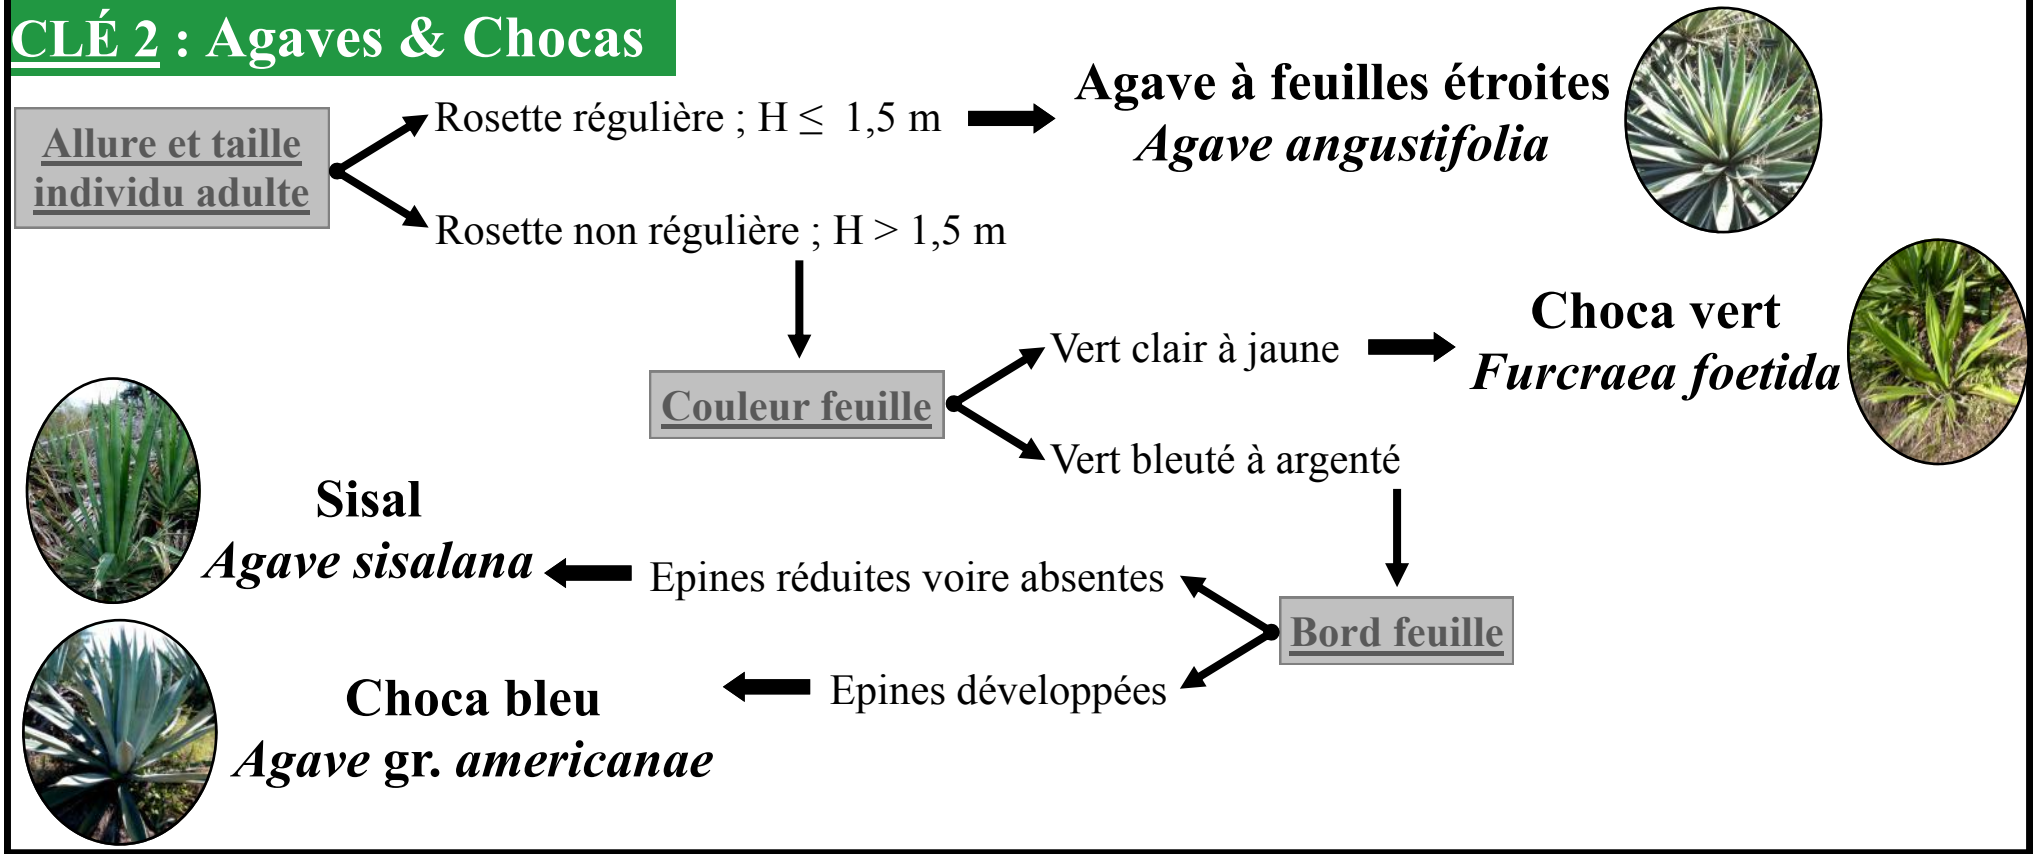 CLÉ 2 : Agaves & Chocas
Allure et taille
individu adulte
Rosette régulière ; H ≤ 1,5 m
Agave à feuilles étroites
Agave angustifolia
Rosette non régulière ; H > 1,5 m
Couleur feuille
Vert clair à jaune
Choca vert
Furcraea foetida
Vert bleuté à argenté
Bord feuille
Epines réduites voire absentes
Sisal
Agave sisalana
Epines développées
Choca bleu
Agave gr. americanae